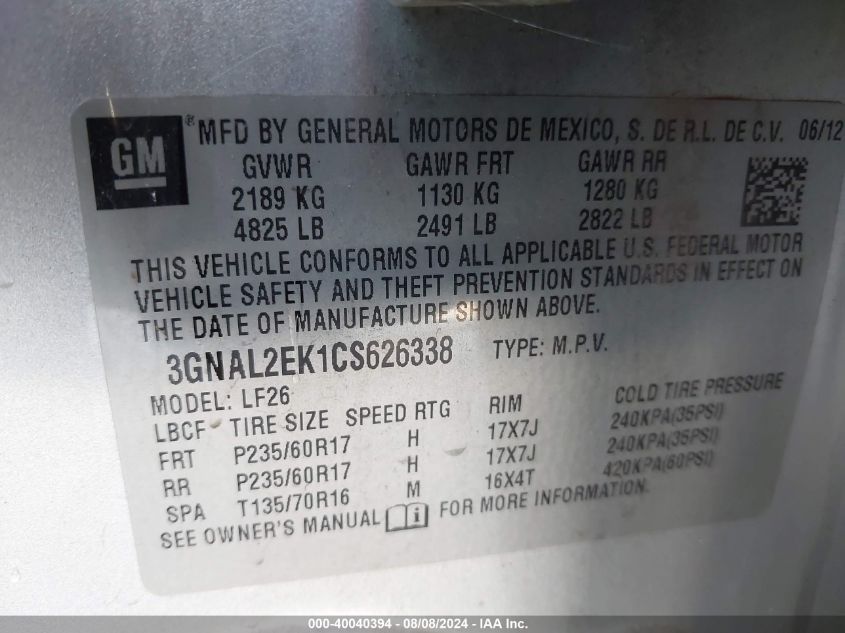 GM ® MFD BY GENERAL MOTORS DE MEXICO, S. DE R.L. DE C.V. 06/12
GVWR GAWR FRT GAWR RR
2189 KG 1130 KG 1280 KG
4825 LB 2491 LB 2822 LB
THIS VEHICLE CONFORMS TO ALL APPLICABLE U.S. FEDERAL MOTOR
VEHICLE SAFETY AND THEFT PREVENTION STANDARDS IN EFFECT ON
THE DATE OF MANUFACTURE SHOWN ABOVE.
3GNAL2EK1CS626338 TYPE: M.P.V.
MODEL: LF26
LBCF TIRE SIZE SPEED RTG RIM COLD TIRE PRESSURE
FRT P235/60R17 H 17X7J 240KPA(35PSI)
RR P235/60R17 H 17X7J 240KPA(35PSI)
SPA T135/70R16 M 16X4T 420KPA(60PSI)
SEE OWNER'S MANUAL i FOR MORE INFORMATION.
000-40040394 - 08/08/2024 - IAA Inc.